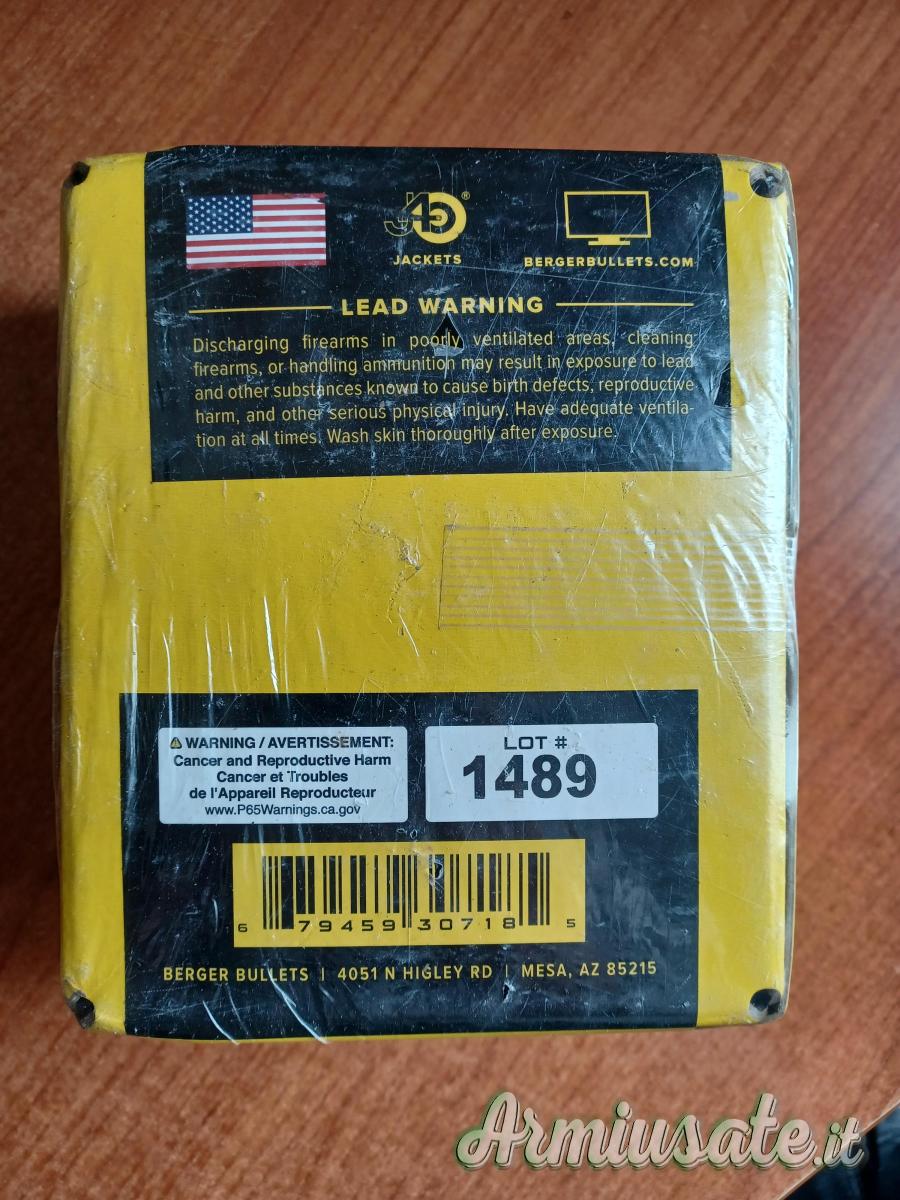 J4 ®
JACKETS
BERGERBULLETS.COM
LEAD WARNING
Discharging firearms in poorly ventilated areas, cleaning
firearms, or handling ammunition may result in exposure to lead
and other substances known to cause birth defects, reproductive
harm, and other serious physical injury. Have adequate ventila-
tion at all times. Wash skin thoroughly after exposure.
WARNING / AVERTISSEMENT:
Cancer and Reproductive Harm
Cancer et Troubles
de l'Appareil Reproducteur
www.P65Warnings.ca.gov
LOT #
1489
6 79459 30718 5
BERGER BULLETS | 4051 N HIGLEY RD | MESA, AZ 85215
Armiusate.it